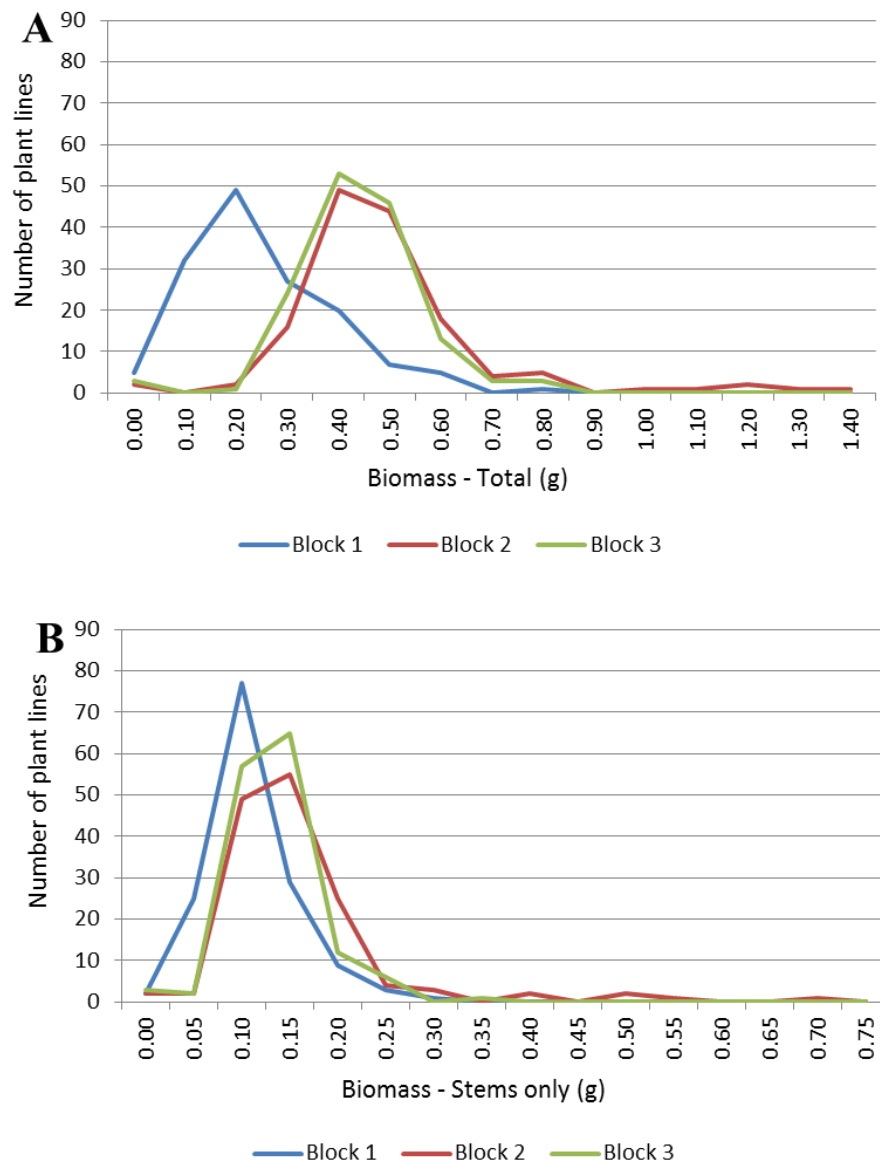 A
Number of plant lines
90
80
70
60
50
40
30
20
10
0
0.00 0.10 0.20 0.30 0.40 0.50 0.60 0.70 0.80 0.90 1.00 1.10 1.20 1.30 1.40
Biomass - Total (g)
Block 1 Block 2 Block 3
B
Number of plant lines
90
80
70
60
50
40
30
20
10
0
0.00 0.05 0.10 0.15 0.20 0.25 0.30 0.35 0.40 0.45 0.50 0.55 0.60 0.65 0.70 0.75
Biomass - Stems only (g)
Block 1 Block 2 Block 3